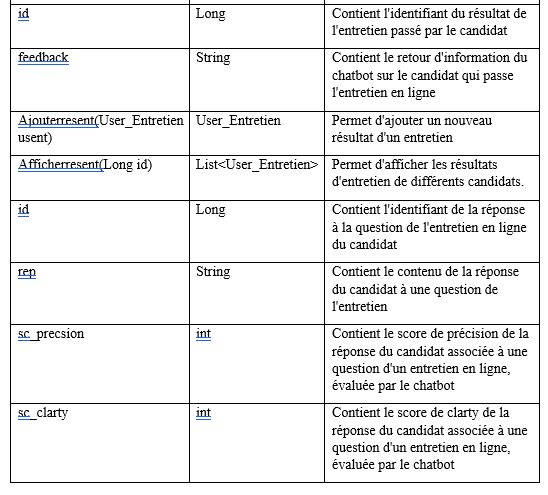 id
Long
Contient l'identifiant du résultat de
l'entretien passé par le candidat
feedback
String
Contient le retour d'information du
chatbot sur le candidat qui passe
l'entretien en ligne
Ajouterresent(User_Entretien
usent)
User_Entretien
Permet d'ajouter un nouveau
résultat d'un entretien
Afficherresent(Long id)
List<User_Entretien>
Permet d'afficher les résultats
d'entretien de différents candidats.
id
Long
Contient l'identifiant de la réponse
à la question de l'entretien en ligne
du candidat
rep
String
Contient le contenu de la réponse
du candidat à une question de
l'entretien
sc_precsion
int
Contient le score de précision de la
réponse du candidat associée à une
question d'un entretien en ligne,
évaluée par le chatbot
sc_clarty
int
Contient le score de clarty de la
réponse du candidat associée à une
question d'un entretien en ligne,
évaluée par le chatbot